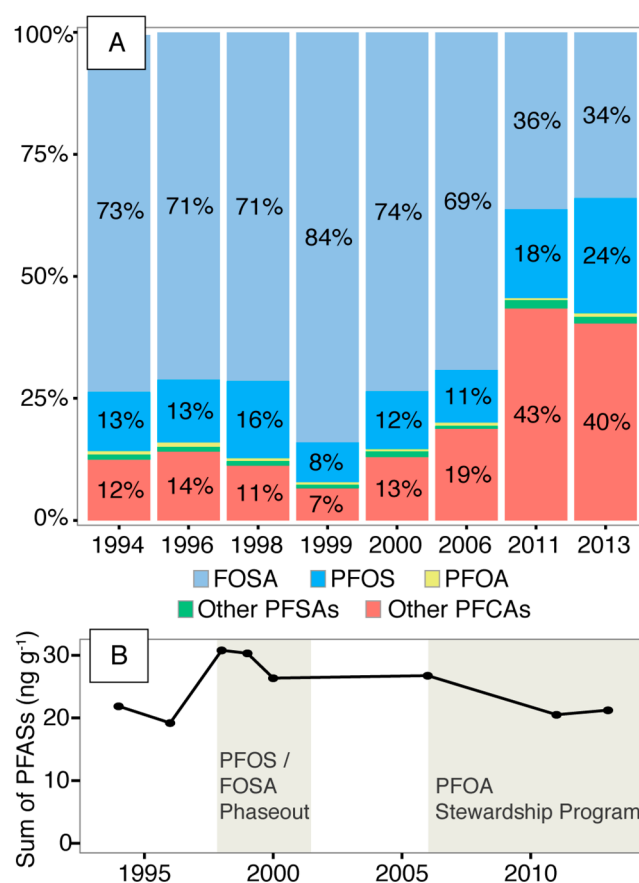 A
100%
75%
50%
25%
0%
73% 71% 71% 84% 74% 69% 36% 34%
13% 13% 16% 8% 12% 11% 18% 24%
12% 14% 11% 7% 13% 19% 43% 40%
1994 1996 1998 1999 2000 2006 2011 2013
FOSA PFOS PFOA
Other PFSAs Other PFCAs
B
Sum of PFASs (ng g⁻¹)
30
20
10
0
PFOS /
FOSA
Phaseout
PFOA
Stewardship Program
1995 2000 2005 2010